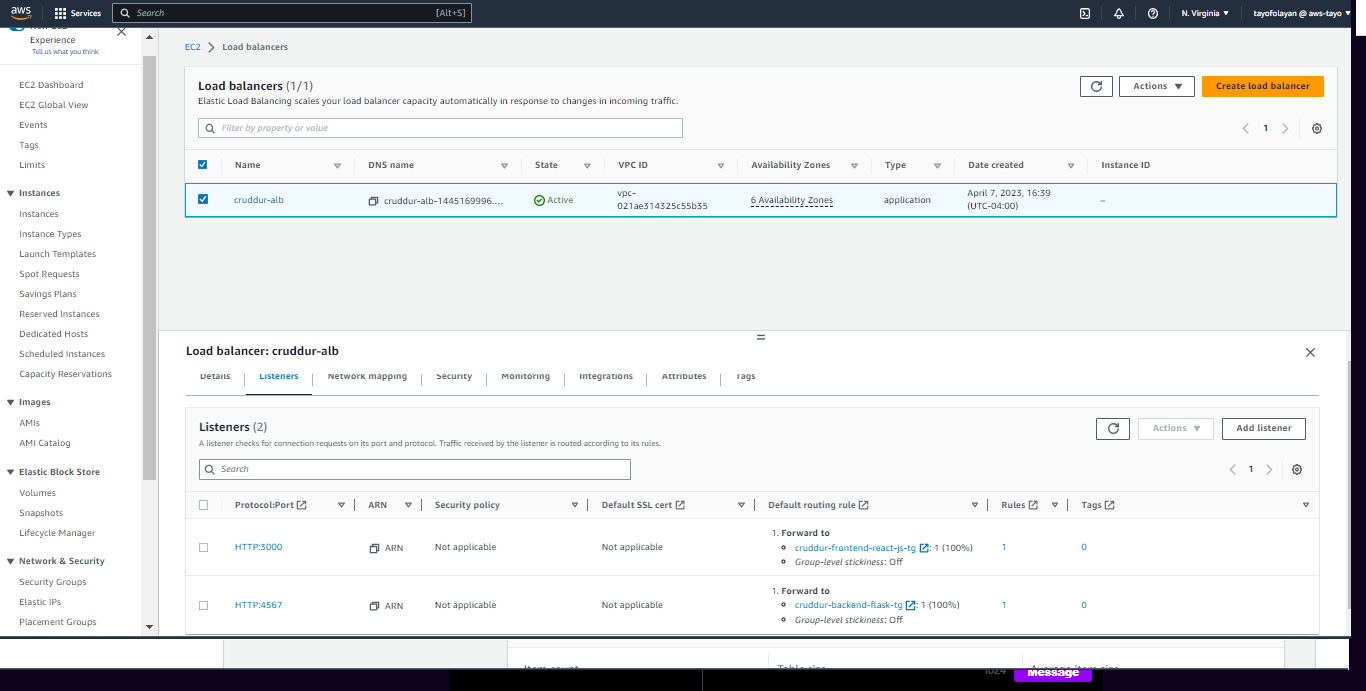 aws Services Search [Alt+S] N. Virginia tayofolayan @ aws-tayo
Experience
Tell us what you think
EC2 Dashboard
EC2 Global View
Events
Tags
Limits
Instances
Instances
Instance Types
Launch Templates
Spot Requests
Savings Plans
Reserved Instances
Dedicated Hosts
Scheduled Instances
Capacity Reservations
Images
AMIs
AMI Catalog
Elastic Block Store
Volumes
Snapshots
Lifecycle Manager
Network & Security
Security Groups
Elastic IPs
Placement Groups
EC2 Load balancers
Load balancers (1/1)
Elastic Load Balancing scales your load balancer capacity automatically in response to changes in incoming traffic.
Actions
Create load balancer
Filter by property or value
1
Name DNS name State VPC ID Availability Zones Type Date created Instance ID
cruddur-alb cruddur-alb-1445169996.... Active vpc-021ae314325c55b35 6 Availability Zones application April 7, 2023, 16:39 (UTC-04:00) –
Load balancer: cruddur-alb
Details Listeners Network mapping Security Monitoring Integrations Attributes Tags
Listeners (2)
A listener checks for connection requests on its port and protocol. Traffic received by the listener is routed according to its rules.
Actions
Add listener
Search
1
Protocol:Port ARN Security policy Default SSL cert Default routing rule Rules Tags
HTTP:3000 ARN Not applicable Not applicable 1. Forward to
cruddur-frontend-react-js-tg : 1 (100%) 1 0
Group-level stickiness: Off
HTTP:4567 ARN Not applicable Not applicable 1. Forward to
cruddur-backend-flask-tg : 1 (100%) 1 0
Group-level stickiness: Off
Item count Table size Average item size
1024 Message